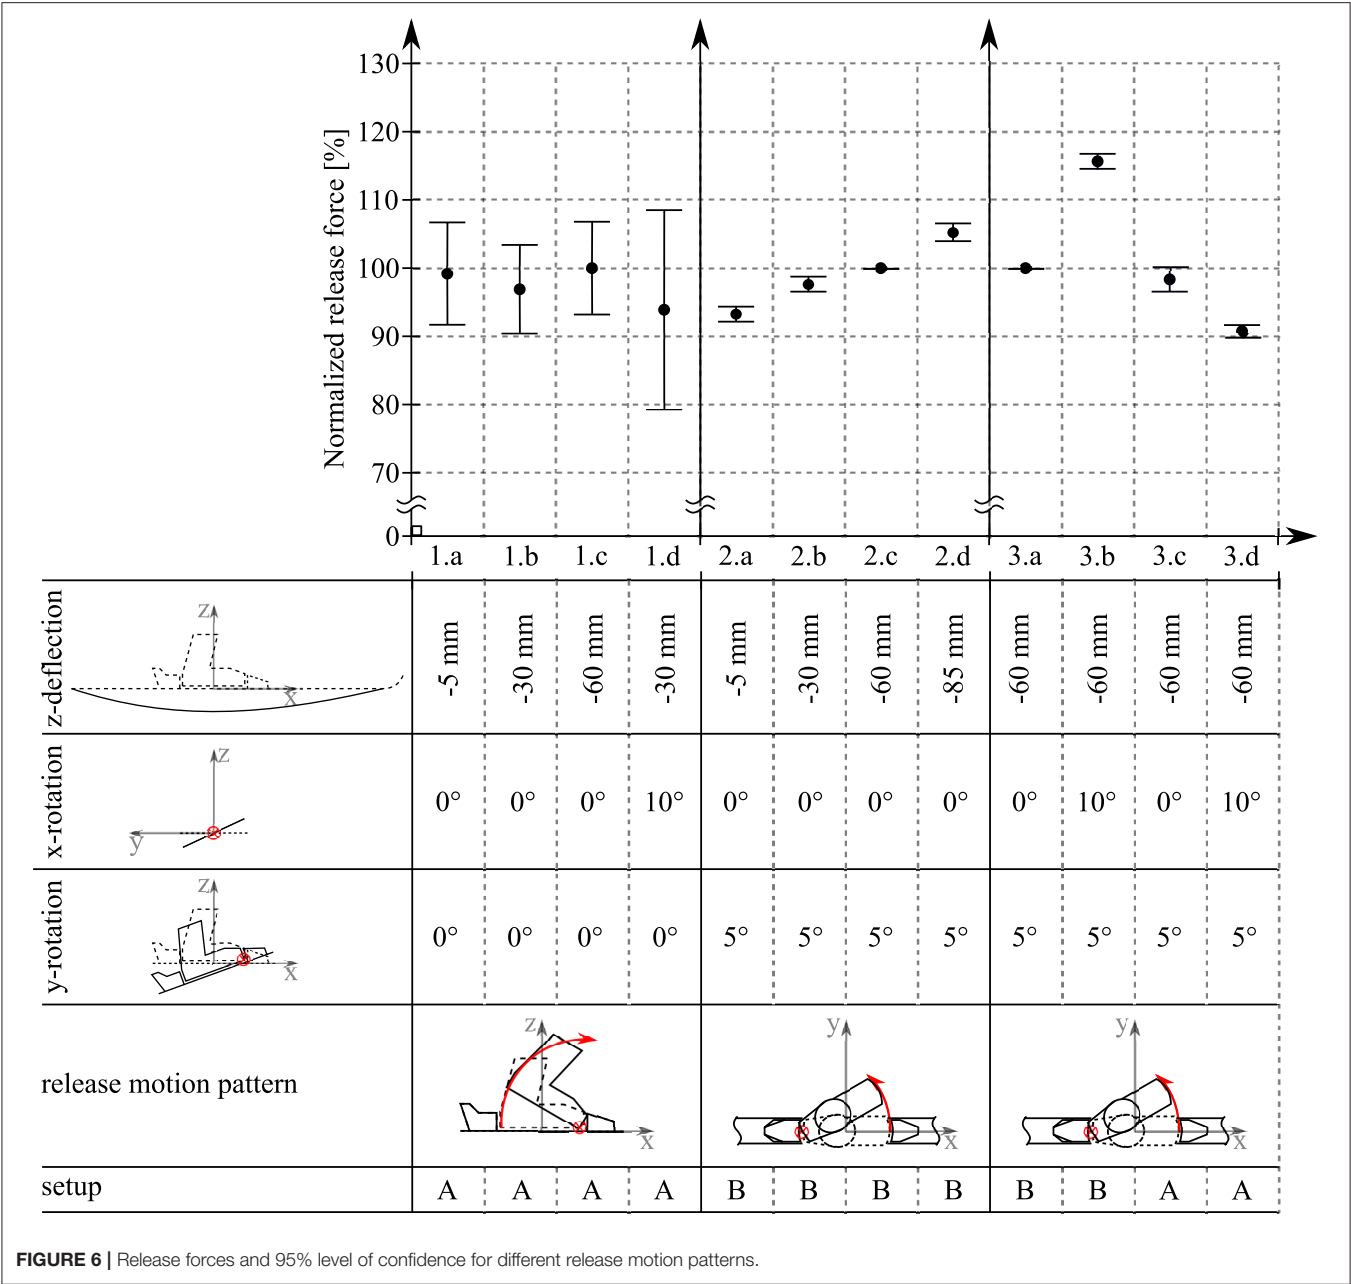 Normalized release force [%]
130
120
110
100
90
80
70
0
1.a 1.b 1.c 1.d 2.a 2.b 2.c 2.d 3.a 3.b 3.c 3.d
z-deflection
z
x
-5 mm -30 mm -60 mm -30 mm -5 mm -30 mm -60 mm -85 mm -60 mm -60 mm -60 mm -60 mm
x-rotation
z
y
0° 0° 0° 10° 0° 0° 0° 0° 0° 10° 0° 10°
y-rotation
z
x
0° 0° 0° 0° 5° 5° 5° 5° 5° 5° 5° 5°
release motion pattern
z
x
y
x
y
x
setup A A A A B B B B B B A A
FIGURE 6 | Release forces and 95% level of confidence for different release motion patterns.